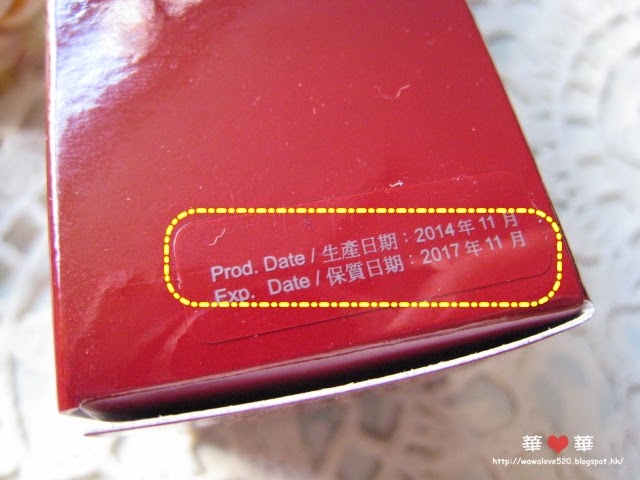 Prod. Date / 生產日期：2014 年 11 月
Exp. Date / 保質日期：2017 年 11 月
華♥華
http://wawalove520.blogspot.hk/